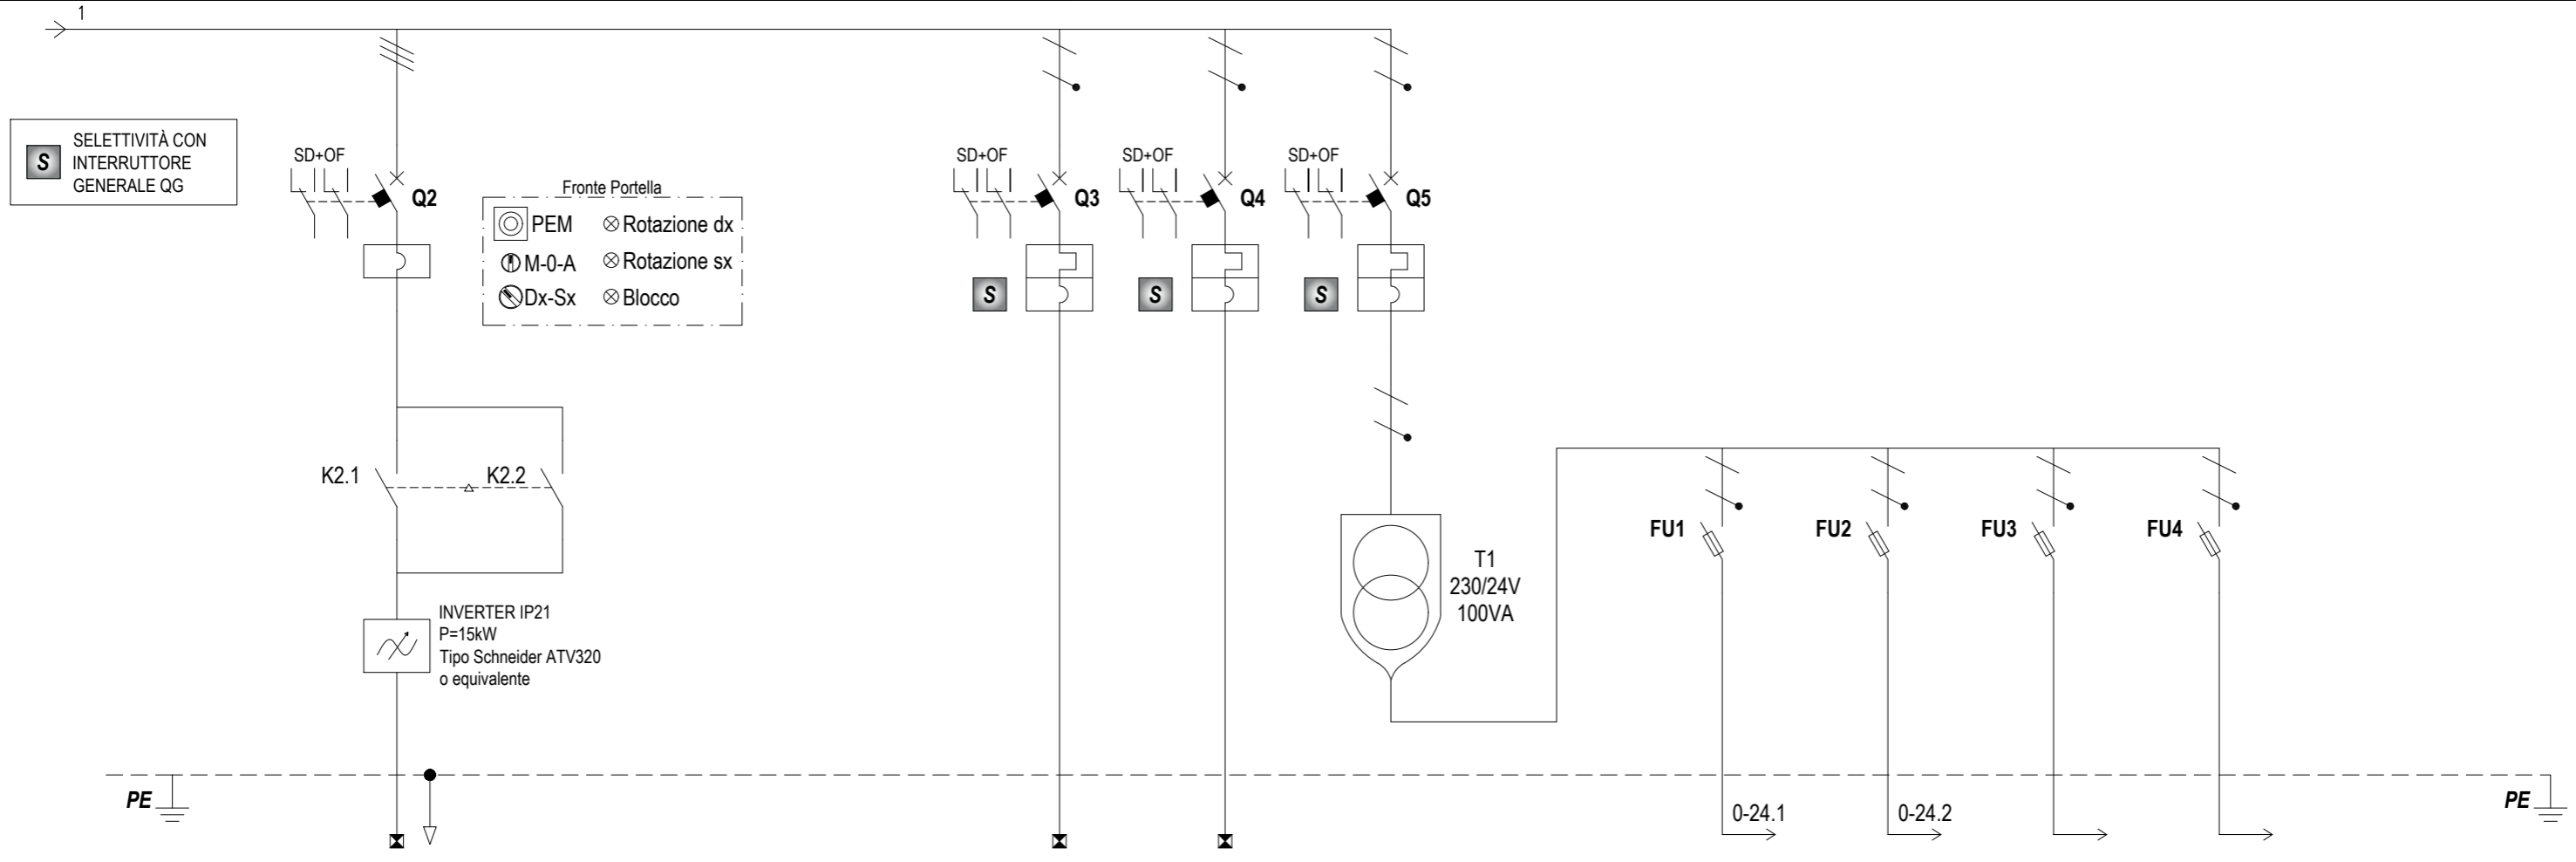 1
S
SELETTIVITÀ CON
INTERRUTTORE
GENERALE QG
SD+OF
Q2
Fronte Portella
PEM
Rotazione dx
M-0-A
Rotazione sx
Dx-Sx
Blocco
SD+OF
Q3
S
SD+OF
Q4
S
SD+OF
Q5
S
K2.1
K2.2
INVERTER IP21
P=15kW
Tipo Schneider ATV320
o equivalente
T1
230/24V
100VA
FU1
FU2
FU3
FU4
PE
0-24.1
0-24.2
PE